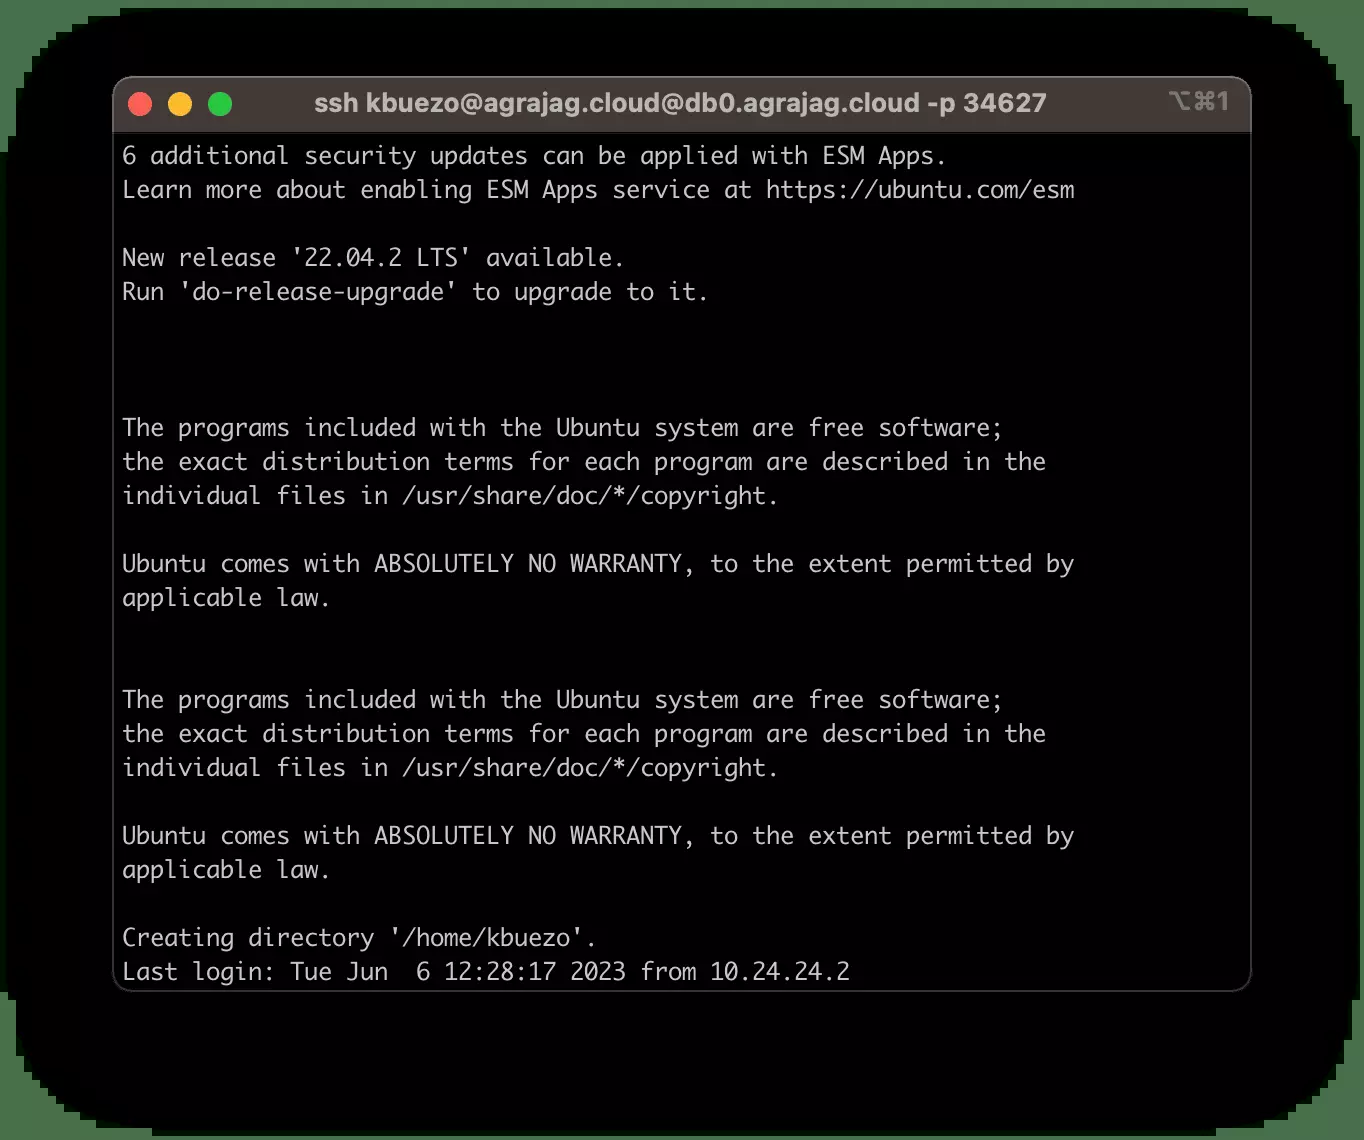 ssh kbuezo@agrajag.cloud@db0.agrajag.cloud -p 34627 ⌥⌘1
6 additional security updates can be applied with ESM Apps.
Learn more about enabling ESM Apps service at https://ubuntu.com/esm
New release '22.04.2 LTS' available.
Run 'do-release-upgrade' to upgrade to it.
The programs included with the Ubuntu system are free software;
the exact distribution terms for each program are described in the
individual files in /usr/share/doc/*/copyright.
Ubuntu comes with ABSOLUTELY NO WARRANTY, to the extent permitted by
applicable law.
The programs included with the Ubuntu system are free software;
the exact distribution terms for each program are described in the
individual files in /usr/share/doc/*/copyright.
Ubuntu comes with ABSOLUTELY NO WARRANTY, to the extent permitted by
applicable law.
Creating directory '/home/kbuezo'.
Last login: Tue Jun  6 12:28:17 2023 from 10.24.24.2